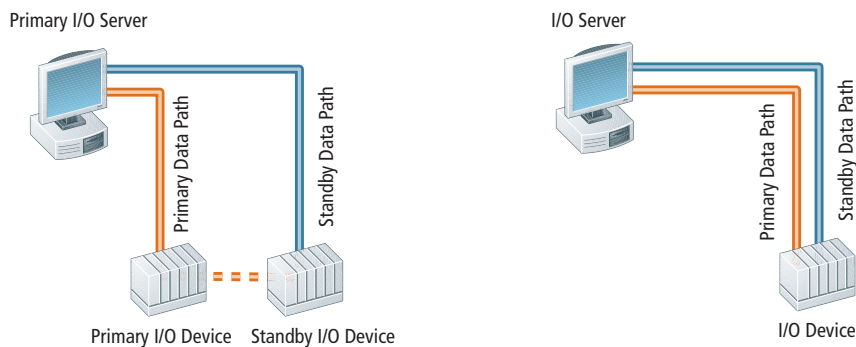 Primary I/O Server
Primary Data Path
Standby Data Path
Primary I/O Device
Standby I/O Device
I/O Server
Primary Data Path
Standby Data Path
I/O Device